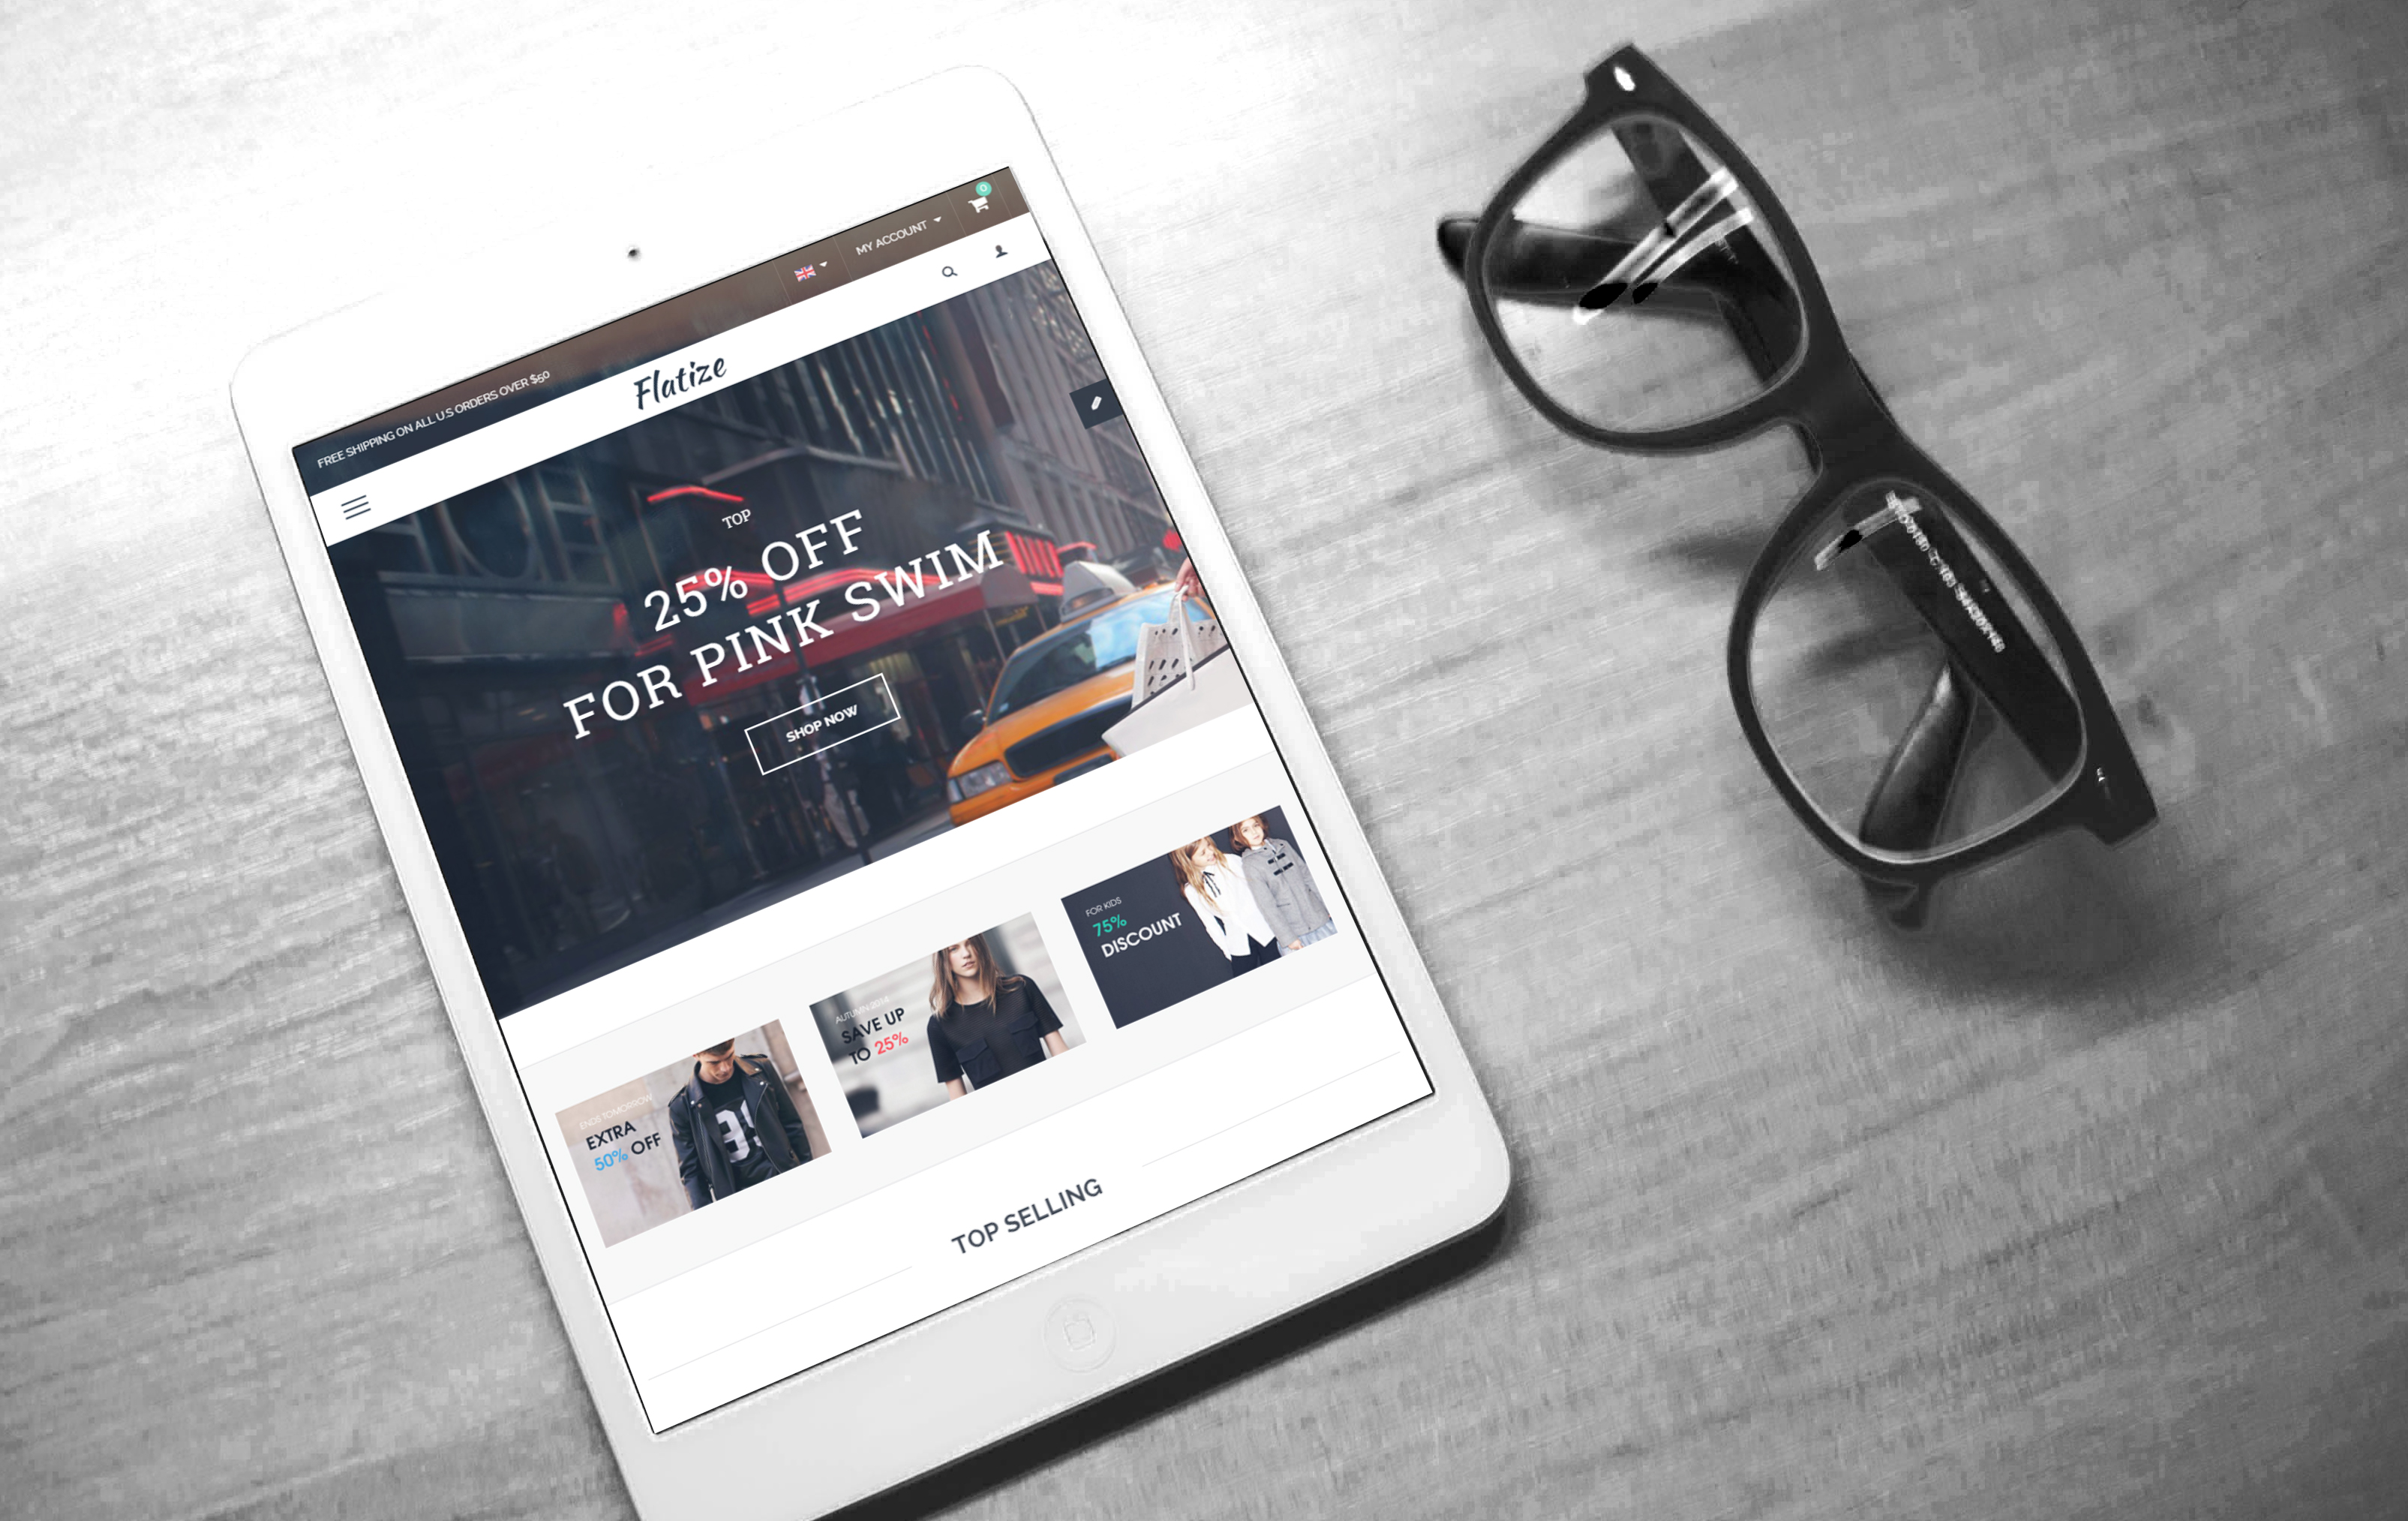 0
MY ACCOUNT
FREE SHIPPING ON ALL U.S ORDERS OVER $50
Flatize
TOP
25% OFF
FOR PINK SWIM
SHOP NOW
FOR KIDS
75%
DISCOUNT
AUTUMN 2014
SAVE UP
TO 25%
ENDS TOMORROW
EXTRA
50% OFF
TOP SELLING